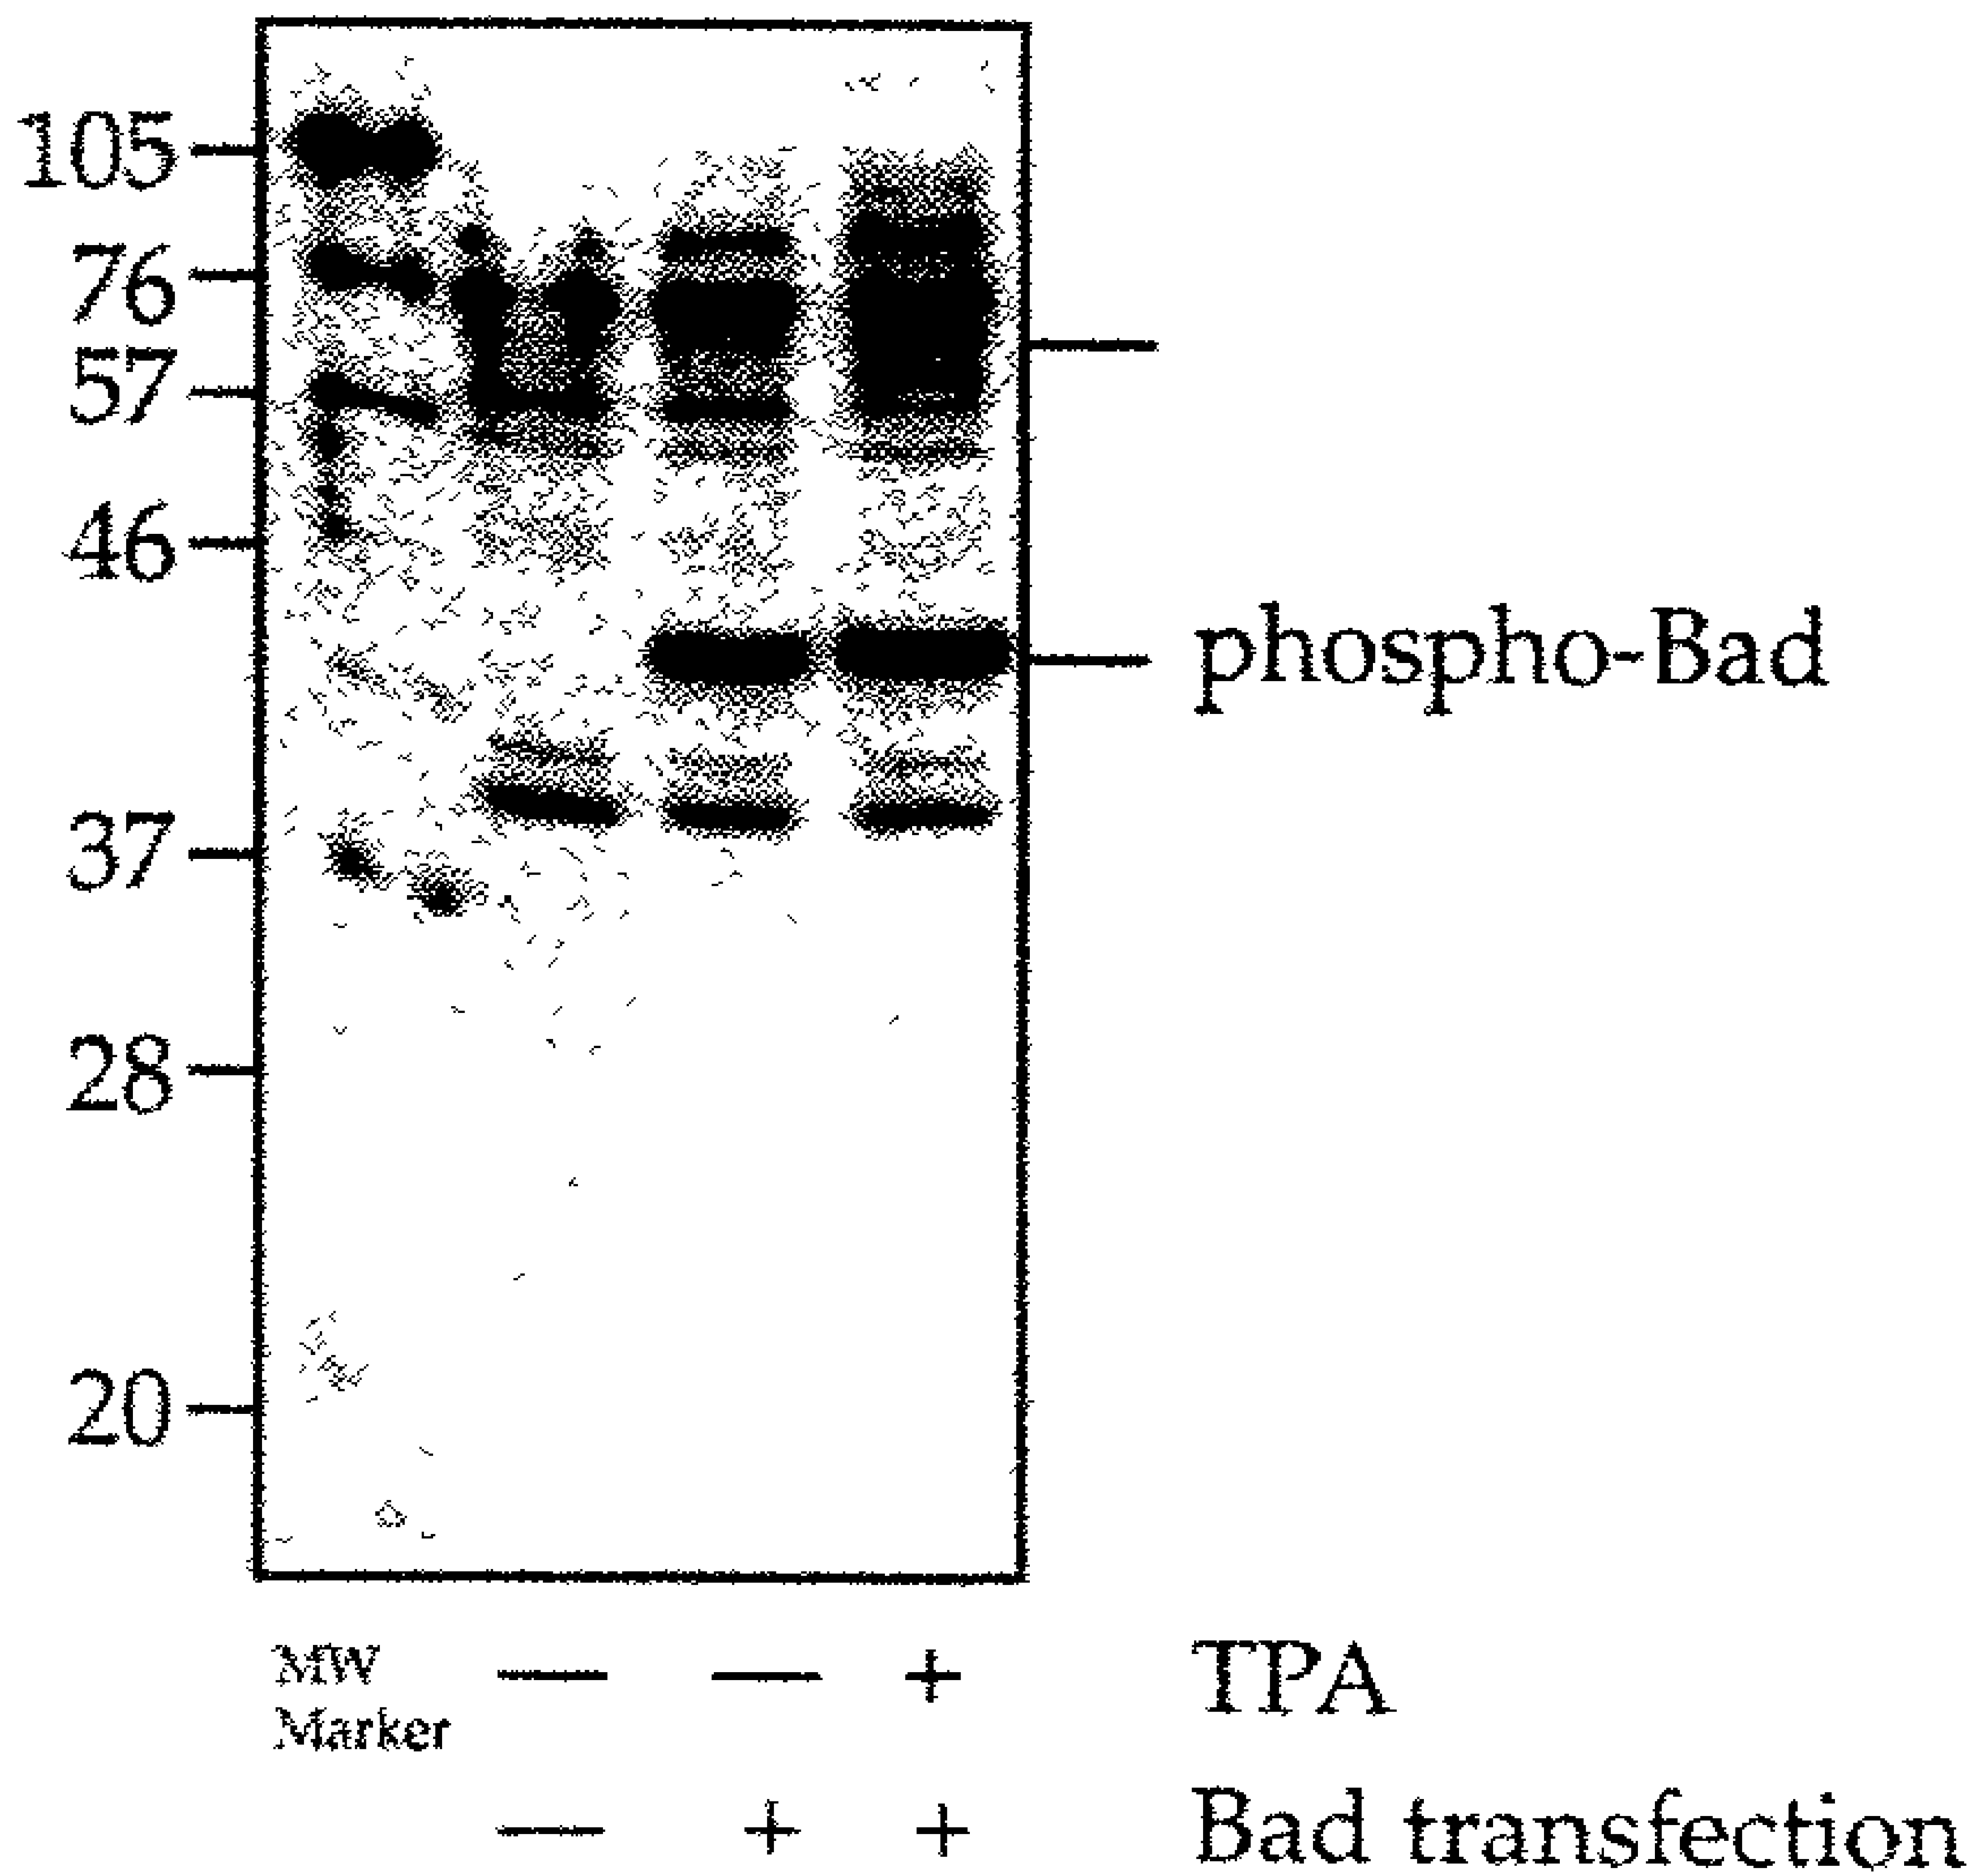 105
76
57
46
phospho-Bad
37
28
20
MW — — + TPA
Marker
— + + Bad transfection